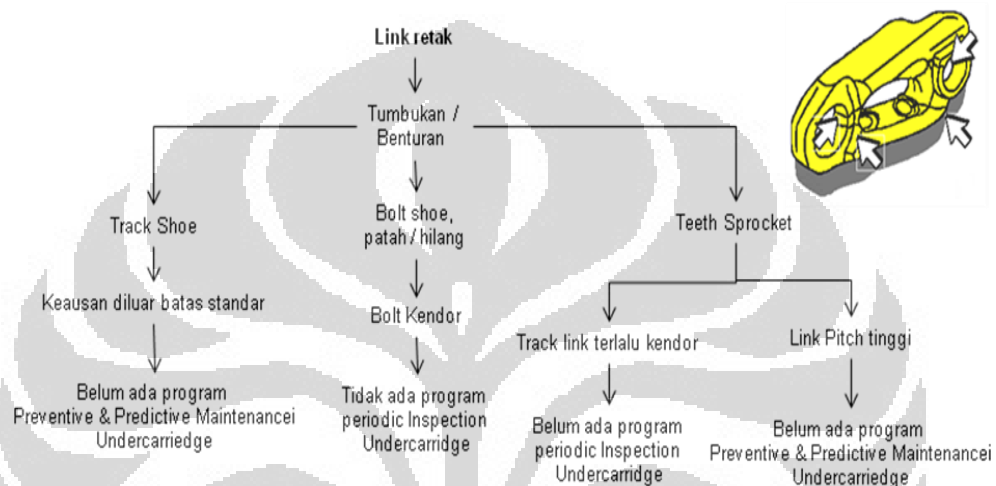 Link retak
Tumbukan /
Benturan
Track Shoe
Bolt shoe,
patah / hilang
Teeth Sprocket
Keausan diluar batas standar
Bolt Kendor
Track link terlalu kendor
Link Pitch tinggi
Belum ada program
Preventive & Predictive Maintenancei
Undercarriedge
Tidak ada program
periodic Inspection
Undercarridge
Belum ada program
periodic Inspection
Undercarridge
Belum ada program
Preventive & Predictive Maintenancei
Undercarriedge